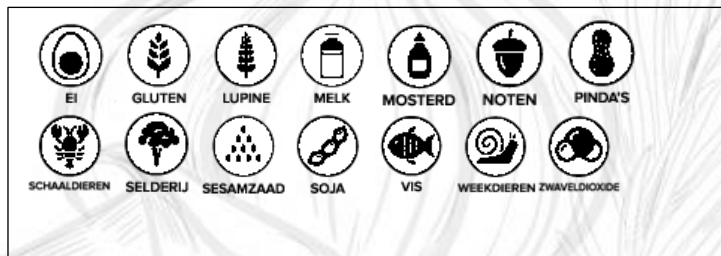 EI GLUTEN LUPINE MELK MOSTERD NOTEN PINDA'S
SCHAALDIEREN SELDERIJ SESAMZAAD SOJA VIS WEEKDIEREN ZWAVELDIOXIDE